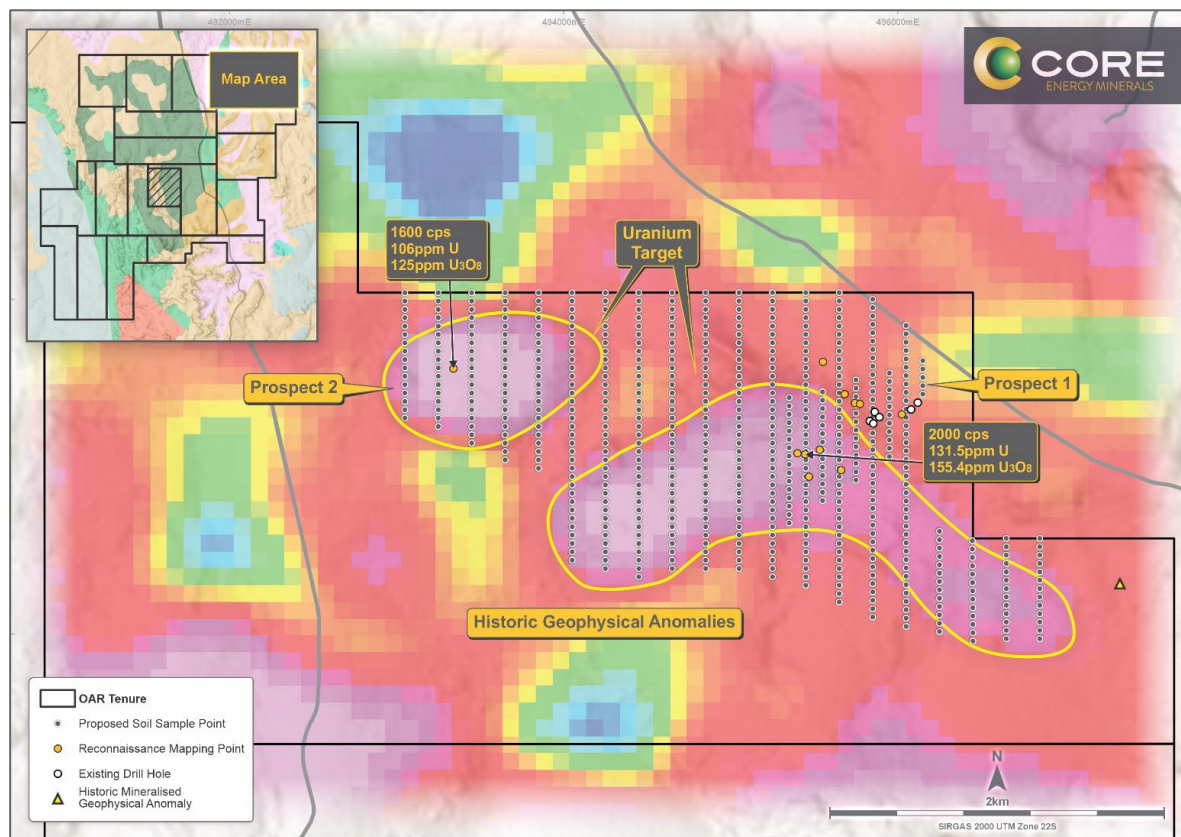 492000mE
494000mE
496000mE
Map Area
CORE
ENERGY MINERALS
1600 cps
106ppm U
125ppm U₃O₈
Uranium
Target
Prospect 2
Prospect 1
2000 cps
131.5ppm U
155.4ppm U₃O₈
Historic Geophysical Anomalies
OAR Tenure
Proposed Soil Sample Point
Reconnaissance Mapping Point
Existing Drill Hole
Historic Mineralised
Geophysical Anomaly
N
2km
SIRGAS 2000 UTM Zone 22S